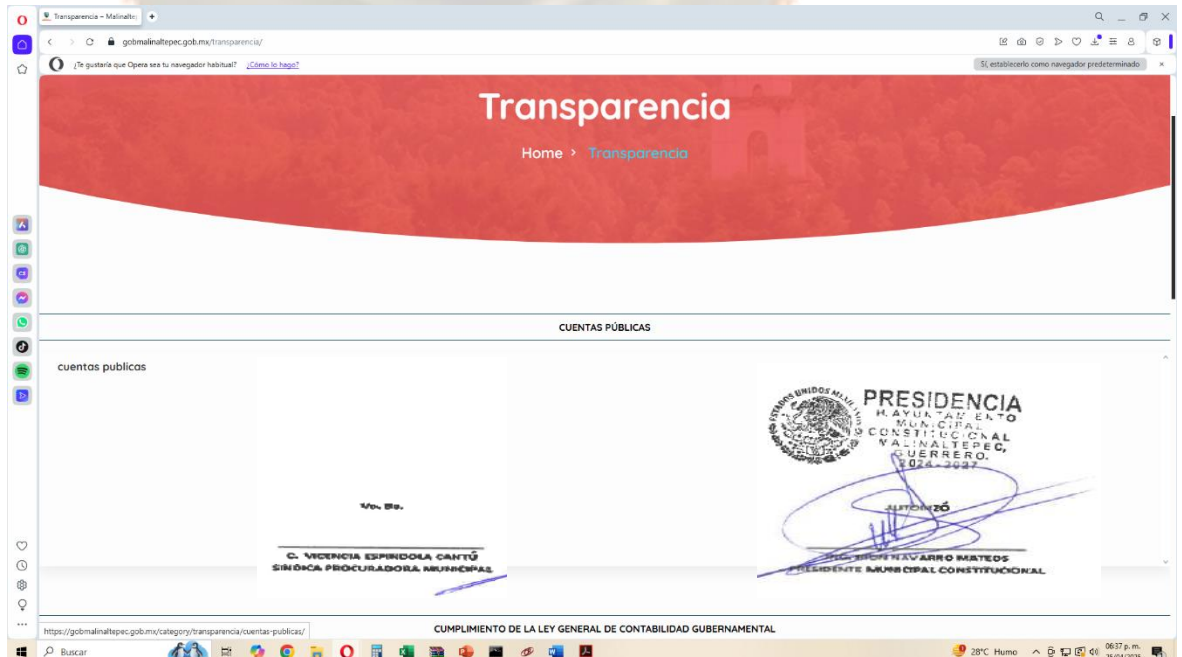 Transparencia – Malinalte
gobmalinaltepec.gob.mx/transparencia/
¿Te gustaría que Opera sea tu navegador habitual? ¿Cómo lo hago?
Sí, establecerlo como navegador predeterminado
Transparencia
Home > Transparencia
CUENTAS PÚBLICAS
cuentas publicas
UNIDOS
PRESIDENCIA
H. AYUNTAMIENTO
MUNICIPAL
CONSTITUCIONAL
MALINALTEPEC,
GUERRERO.
2024-2027
Vo. Bo.
AUTORIZÓ
C. VICENCIA ESPINDOLA CANTÚ
SINDICA PROCURADORA MUNICIPAL
NAVARRO MATEOS
PRESIDENTE MUNICIPAL CONSTITUCIONAL
CUMPLIMIENTO DE LA LEY GENERAL DE CONTABILIDAD GUBERNAMENTAL
https://gobmalinaltepec.gob.mx/category/transparencia/cuentas-publicas/
Buscar
28°C Humo
06:37 p. m.